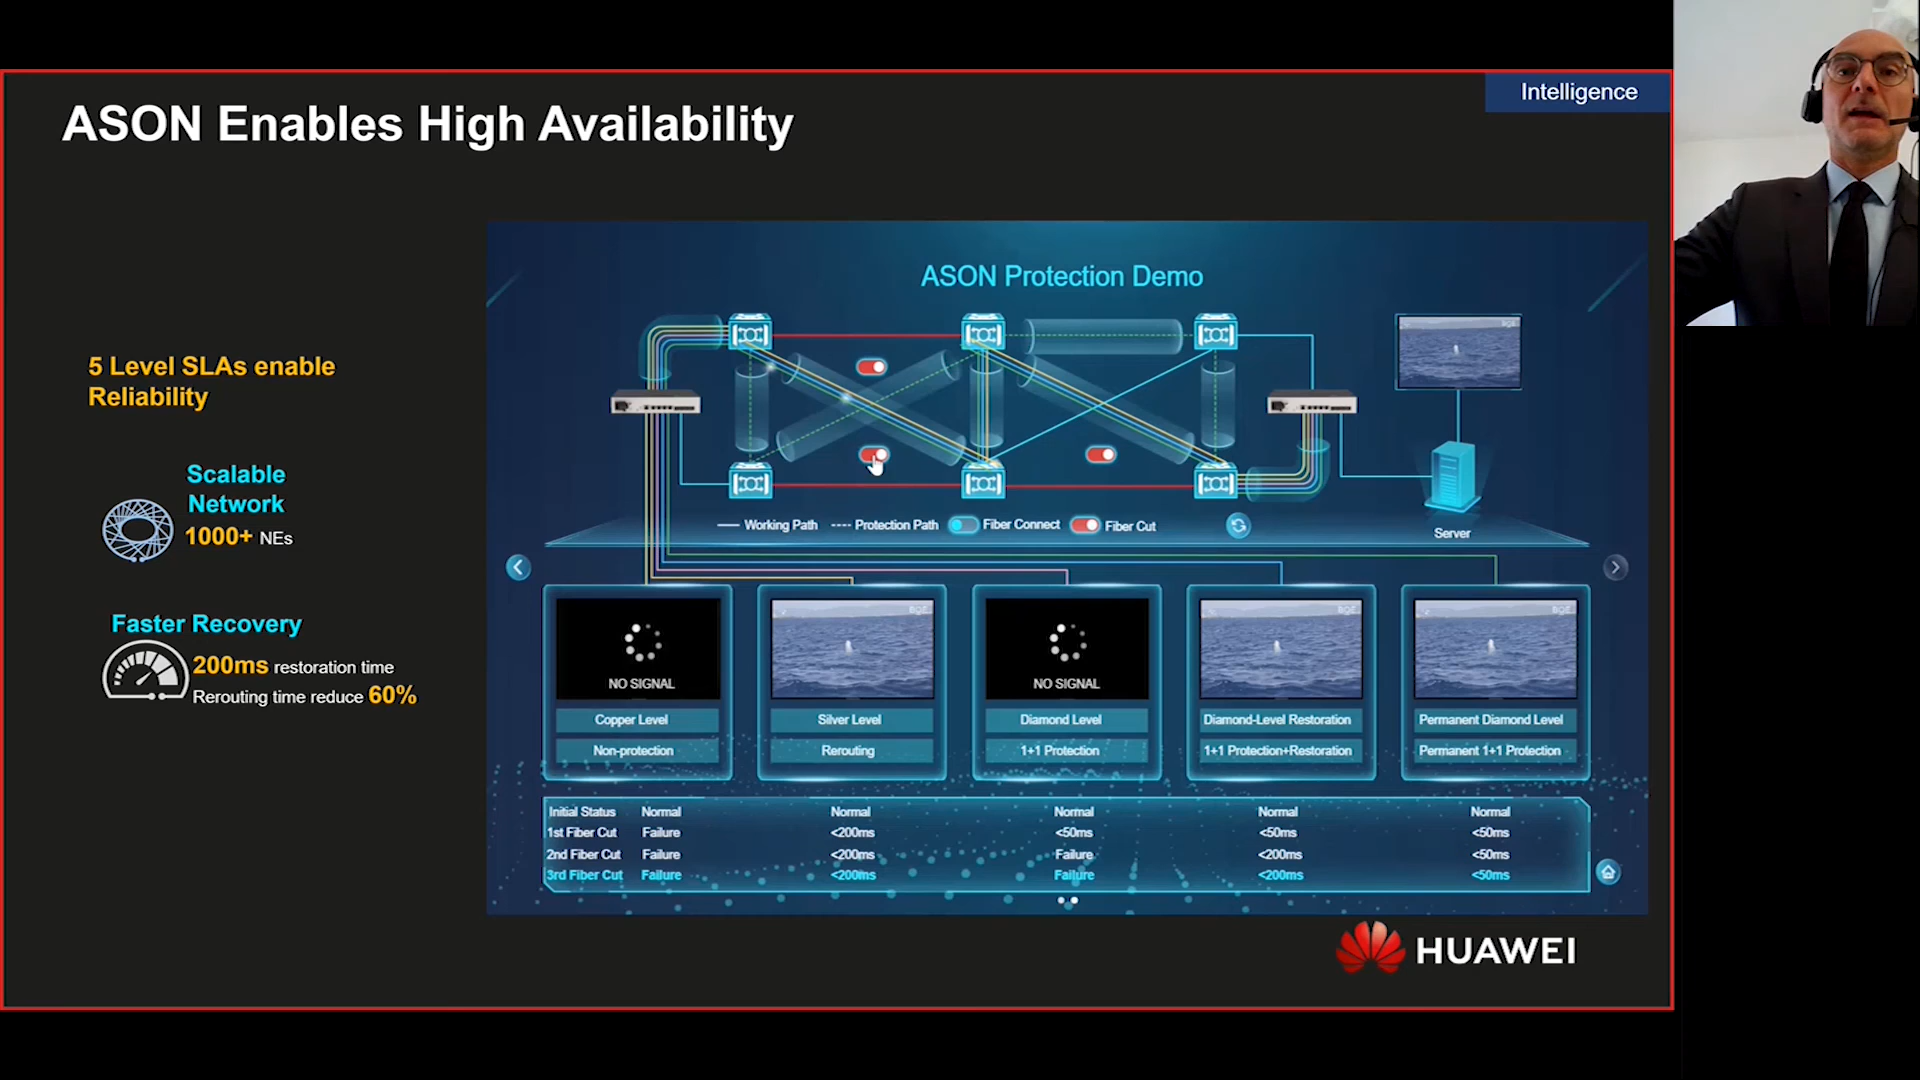 Intelligence
ASON Enables High Availability
5 Level SLAs enable
Reliability
Scalable
Network
1000+ NEs
Faster Recovery
200ms restoration time
Rerouting time reduce 60%
ASON Protection Demo
Working Path
Protection Path
Fiber Connect
Fiber Cut
Server
NO SIGNAL
NO SIGNAL
Copper Level
Silver Level
Diamond Level
Diamond-Level Restoration
Permanent Diamond Level
Non-protection
Rerouting
1+1 Protection
1+1 Protection+Restoration
Permanent 1+1 Protection
Initial Status Normal Normal Normal Normal Normal
1st Fiber Cut Failure <200ms <50ms <50ms <50ms
2nd Fiber Cut Failure <200ms Failure <200ms <50ms
3rd Fiber Cut Failure <200ms Failure <200ms <50ms
HUAWEI